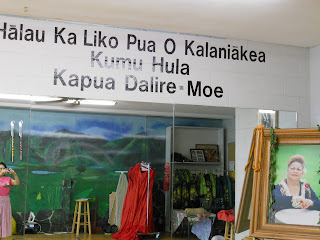 Hālau Ka Liko Pua O Kalaniākea
Kumu Hula
Kapua Dalire-Moe